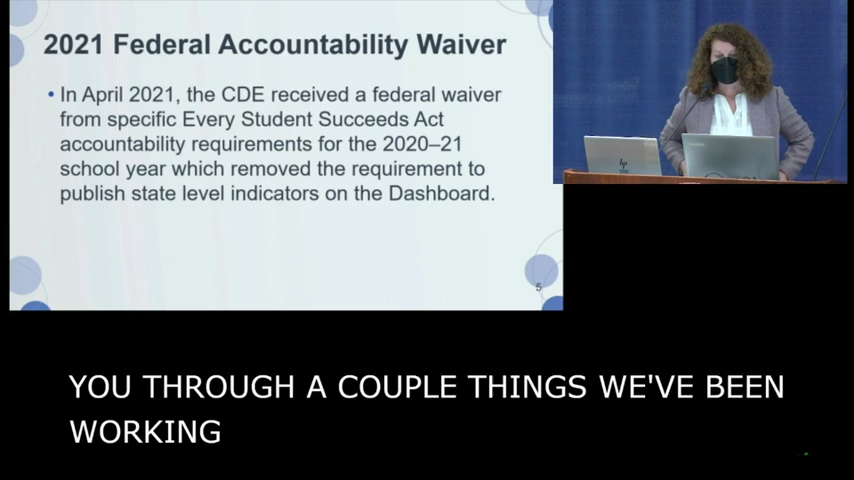 2021 Federal Accountability Waiver
• In April 2021, the CDE received a federal waiver
from specific Every Student Succeeds Act
accountability requirements for the 2020–21
school year which removed the requirement to
publish state level indicators on the Dashboard.
5
hp
YOU THROUGH A COUPLE THINGS WE'VE BEEN
WORKING